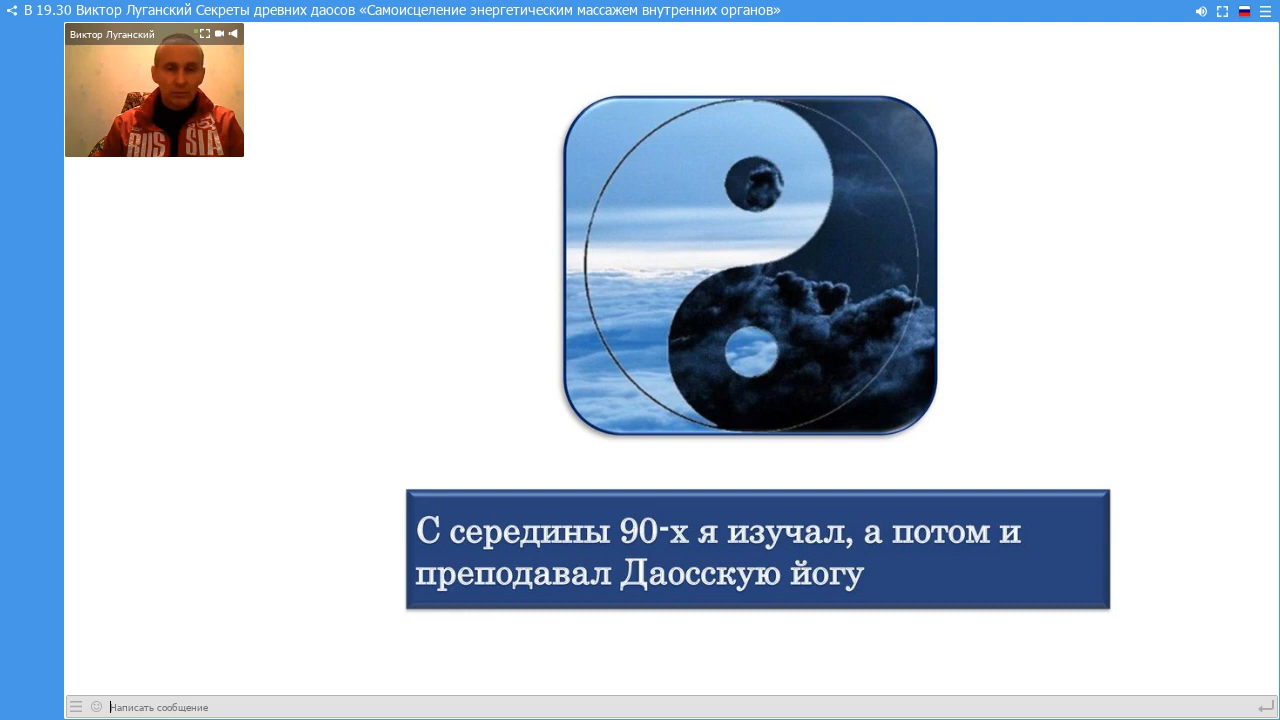 В 19.30 Виктор Луганский Секреты древних даосов «Самоисцеление энергетическим массажем внутренних органов»
Виктор Луганский
RUS SIA
С середины 90-х я изучал, а потом и
преподавал Даосскую йогу
Написать сообщение